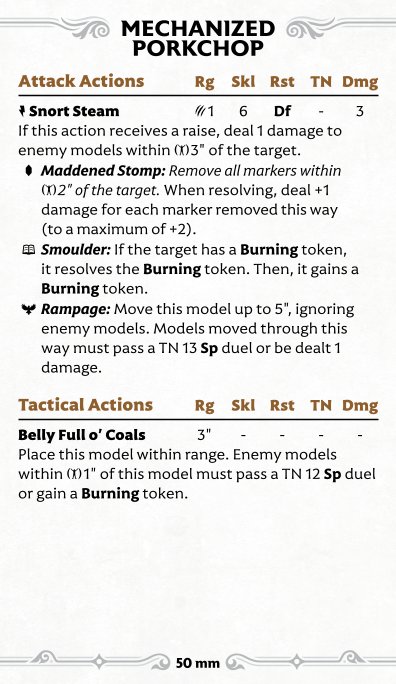 MECHANIZED
PORKCHOP
Attack Actions Rg Skl Rst TN Dmg
Snort Steam 1 6 Df - 3
If this action receives a raise, deal 1 damage to
enemy models within 3" of the target.
Maddened Stomp: Remove all markers within
2" of the target. When resolving, deal +1
damage for each marker removed this way
(to a maximum of +2).
Smoulder: If the target has a Burning token,
it resolves the Burning token. Then, it gains a
Burning token.
Rampage: Move this model up to 5", ignoring
enemy models. Models moved through this
way must pass a TN 13 Sp duel or be dealt 1
damage.
Tactical Actions Rg Skl Rst TN Dmg
Belly Full o’ Coals 3" - - - -
Place this model within range. Enemy models
within 1" of this model must pass a TN 12 Sp duel
or gain a Burning token.
50 mm